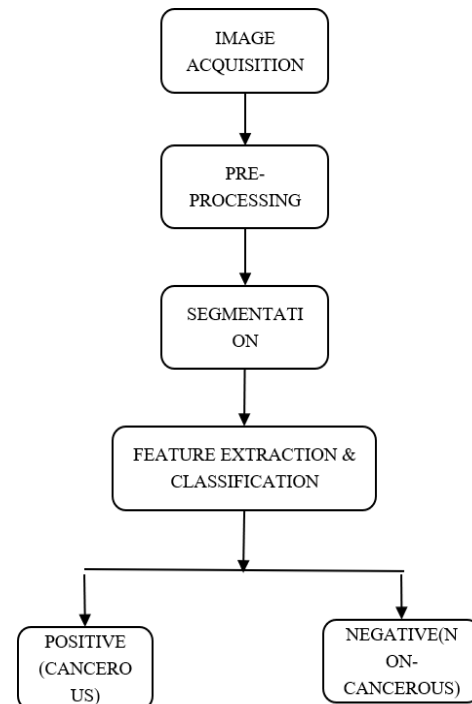 IMAGE
ACQUISITION
PRE-
PROCESSING
SEGMENTATI
ON
FEATURE EXTRACTION &
CLASSIFICATION
POSITIVE
(CANCERO
US)
NEGATIVE(N
ON-
CANCEROUS)